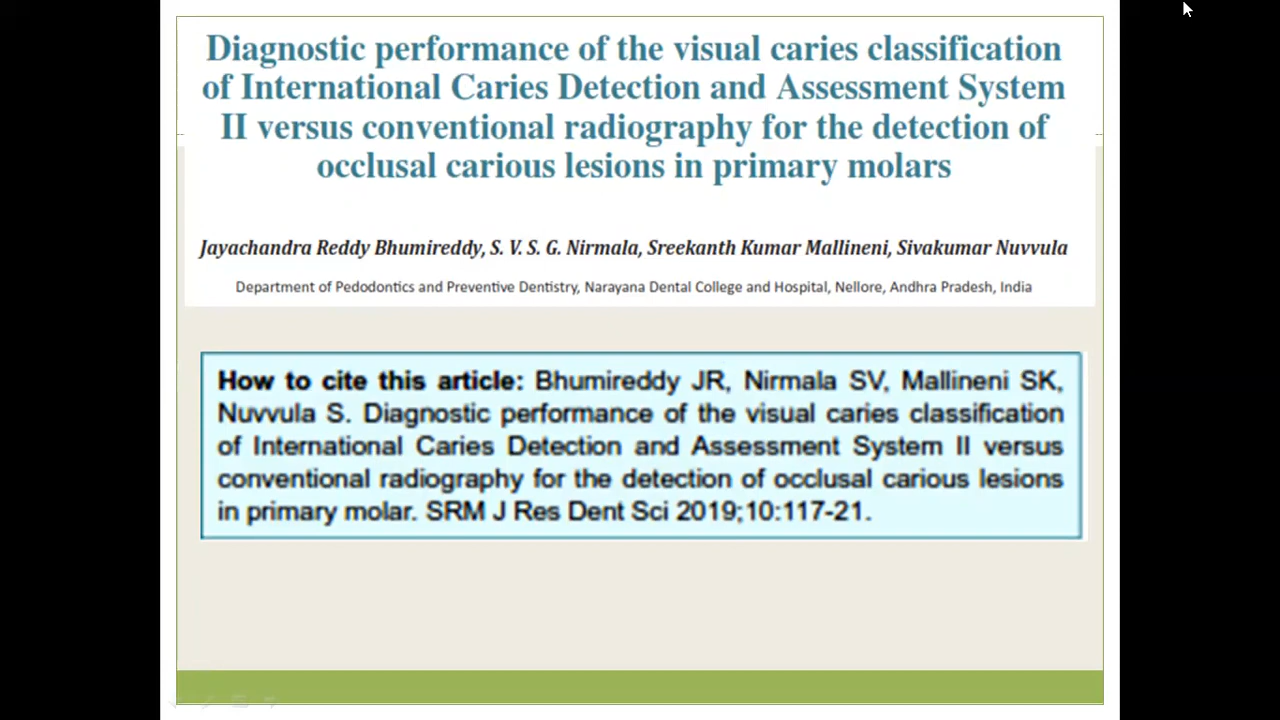 Diagnostic performance of the visual caries classification
of International Caries Detection and Assessment System
II versus conventional radiography for the detection of
occlusal carious lesions in primary molars
Jayachandra Reddy Bhumireddy, S. V. S. G. Nirmala, Sreekanth Kumar Mallineni, Sivakumar Nuvvula
Department of Pedodontics and Preventive Dentistry, Narayana Dental College and Hospital, Nellore, Andhra Pradesh, India
How to cite this article: Bhumireddy JR, Nirmala SV, Mallineni SK,
Nuvvula S. Diagnostic performance of the visual caries classification
of International Caries Detection and Assessment System II versus
conventional radiography for the detection of occlusal carious lesions
in primary molar. SRM J Res Dent Sci 2019;10:117-21.